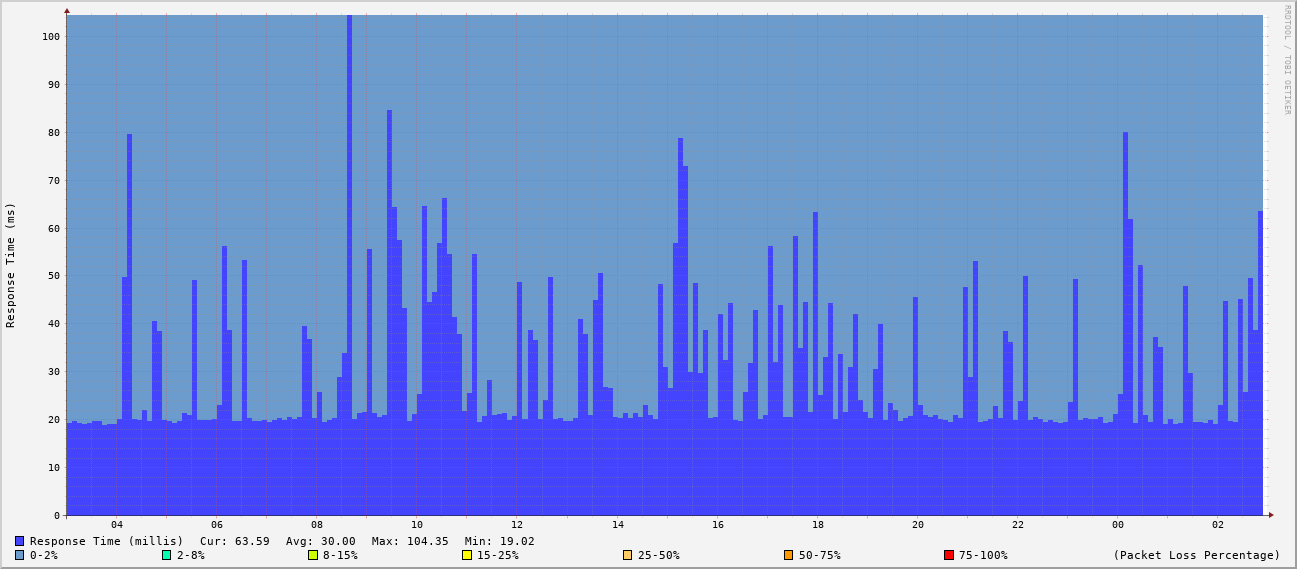 RRDTOOL / TOBI OETIKER
Response Time (ms)
100
90
80
70
60
50
40
30
20
10
0
04 06 08 10 12 14 16 18 20 22 00 02
Response Time (millis) Cur: 63.59 Avg: 30.00 Max: 104.35 Min: 19.02
0-2% 2-8% 8-15% 15-25% 25-50% 50-75% 75-100% (Packet Loss Percentage)